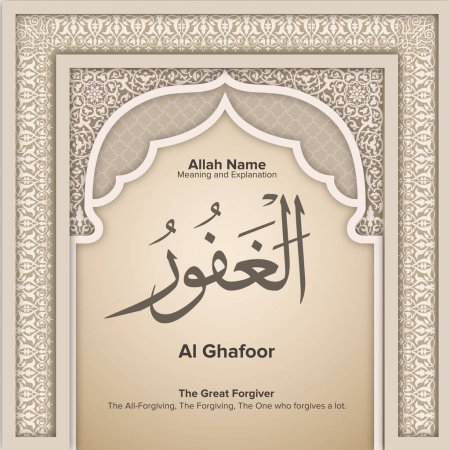 Allah Name
Meaning and Explanation
الْغَفُورُ
Al Ghafoor
The Great Forgiver
The All-Forgiving, The Forgiving, The One who forgives a lot.